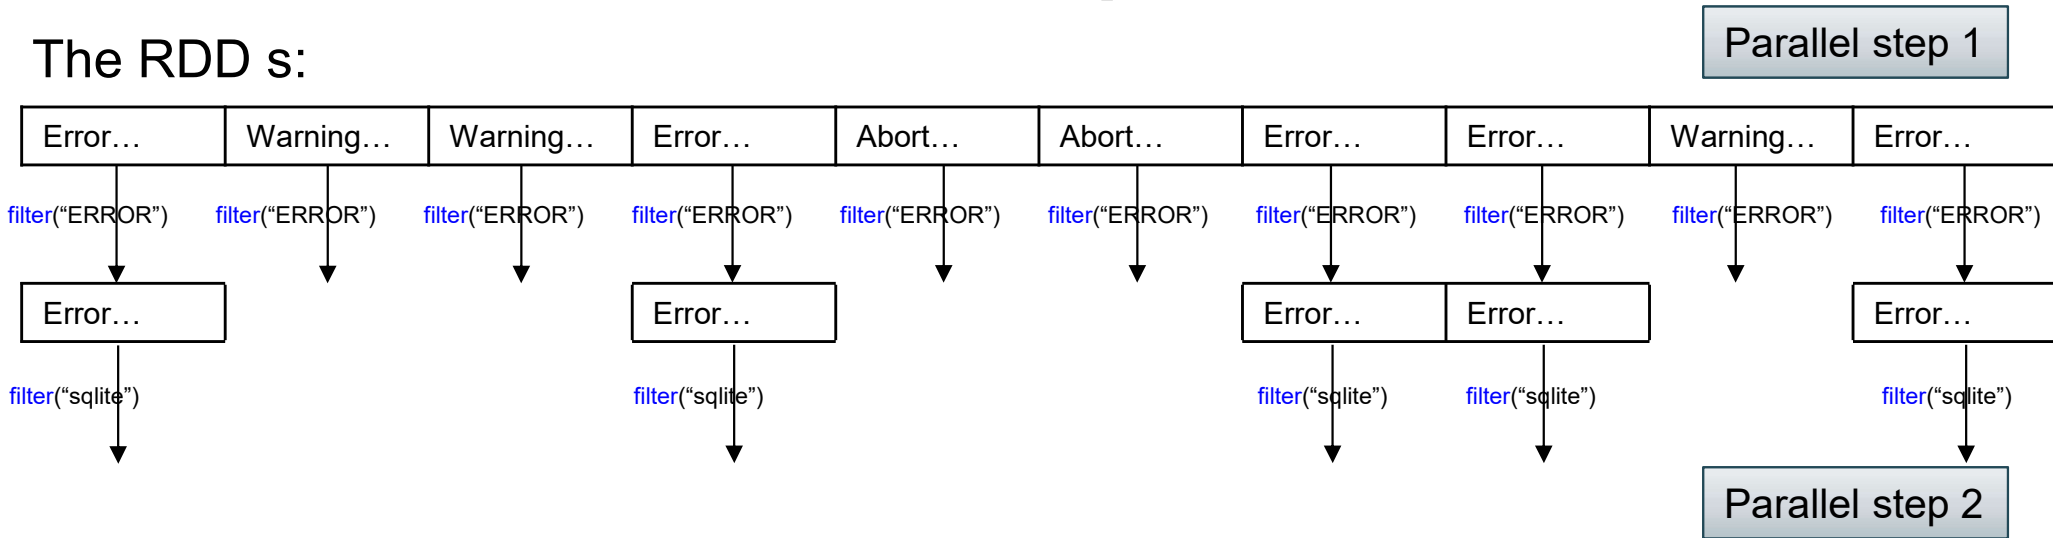 Parallel step 1
The RDD s:
Error… Warning… Warning… Error… Abort… Abort… Error… Error… Warning… Error…
filter(“ERROR”) filter(“ERROR”) filter(“ERROR”) filter(“ERROR”) filter(“ERROR”) filter(“ERROR”) filter(“ERROR”) filter(“ERROR”) filter(“ERROR”) filter(“ERROR”)
Error… Error… Error… Error… Error…
filter(“sqlite”) filter(“sqlite”) filter(“sqlite”) filter(“sqlite”) filter(“sqlite”)
Parallel step 2